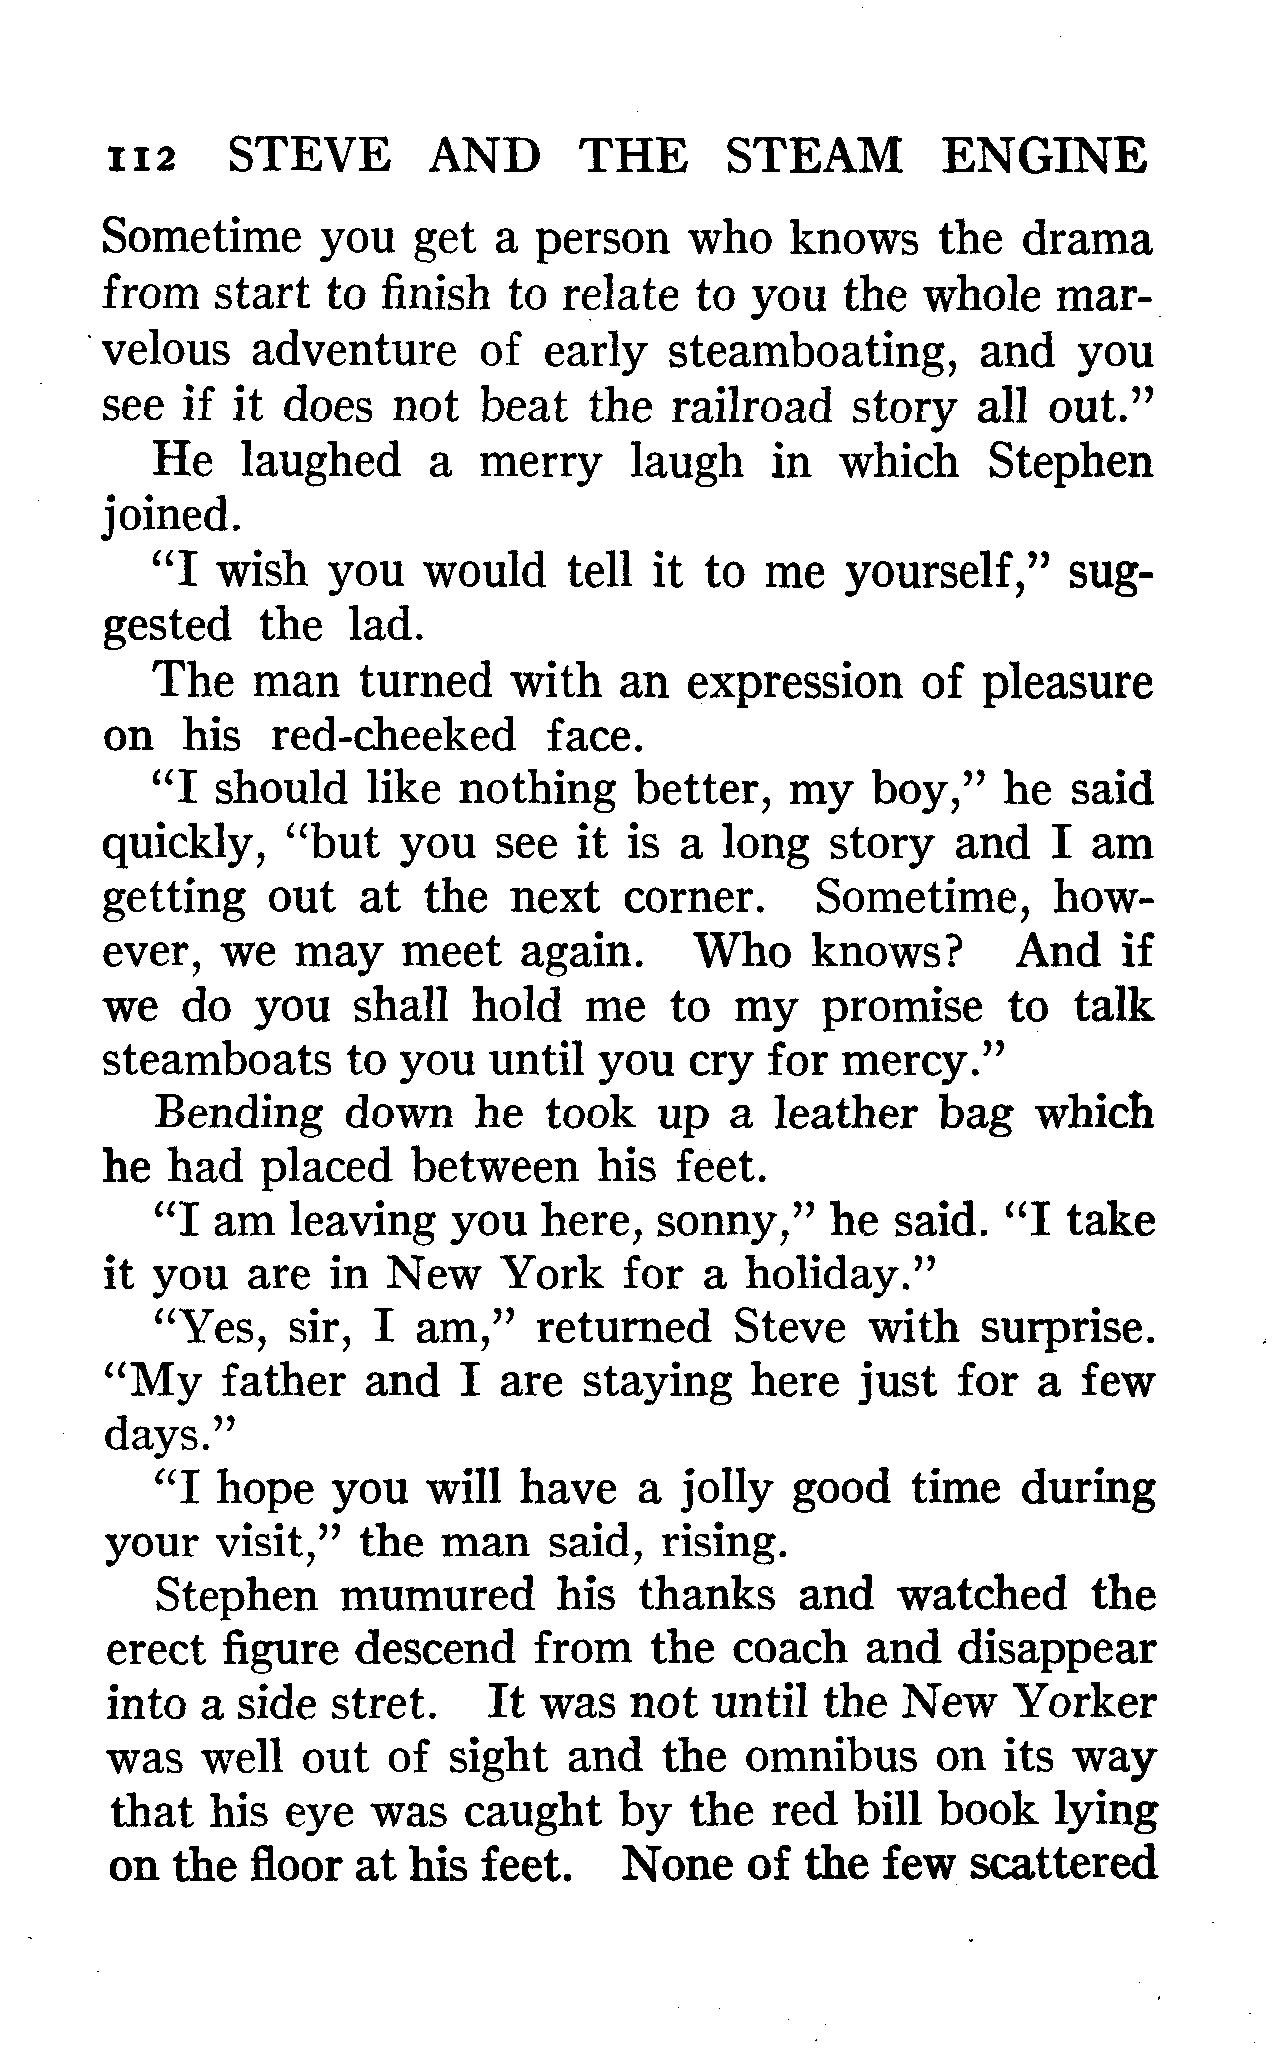 112 STEVE AND THE STEAM ENGINE
Sometime you get a person who knows the drama
from start to finish to relate to you the whole mar-
velous adventure of early steamboating, and you
see if it does not beat the railroad story all out."
He laughed a merry laugh in which Stephen
joined.
"I wish you would tell it to me yourself," sug-
gested the lad.
The man turned with an expression of pleasure
on his red-cheeked face.
"I should like nothing better, my boy," he said
quickly, "but you see it is a long story and I am
getting out at the next corner. Sometime, how-
ever, we may meet again. Who knows? And if
we do you shall hold me to my promise to talk
steamboats to you until you cry for mercy."
Bending down he took up a leather bag which
he had placed between his feet.
"I am leaving you here, sonny," he said. "I take
it you are in New York for a holiday."
"Yes, sir, I am," returned Steve with surprise.
"My father and I are staying here just for a few
days."
"I hope you will have a jolly good time during
your visit," the man said, rising.
Stephen mumured his thanks and watched the
erect figure descend from the coach and disappear
into a side stret. It was not until the New Yorker
was well out of sight and the omnibus on its way
that his eye was caught by the red bill book lying
on the floor at his feet. None of the few scattered